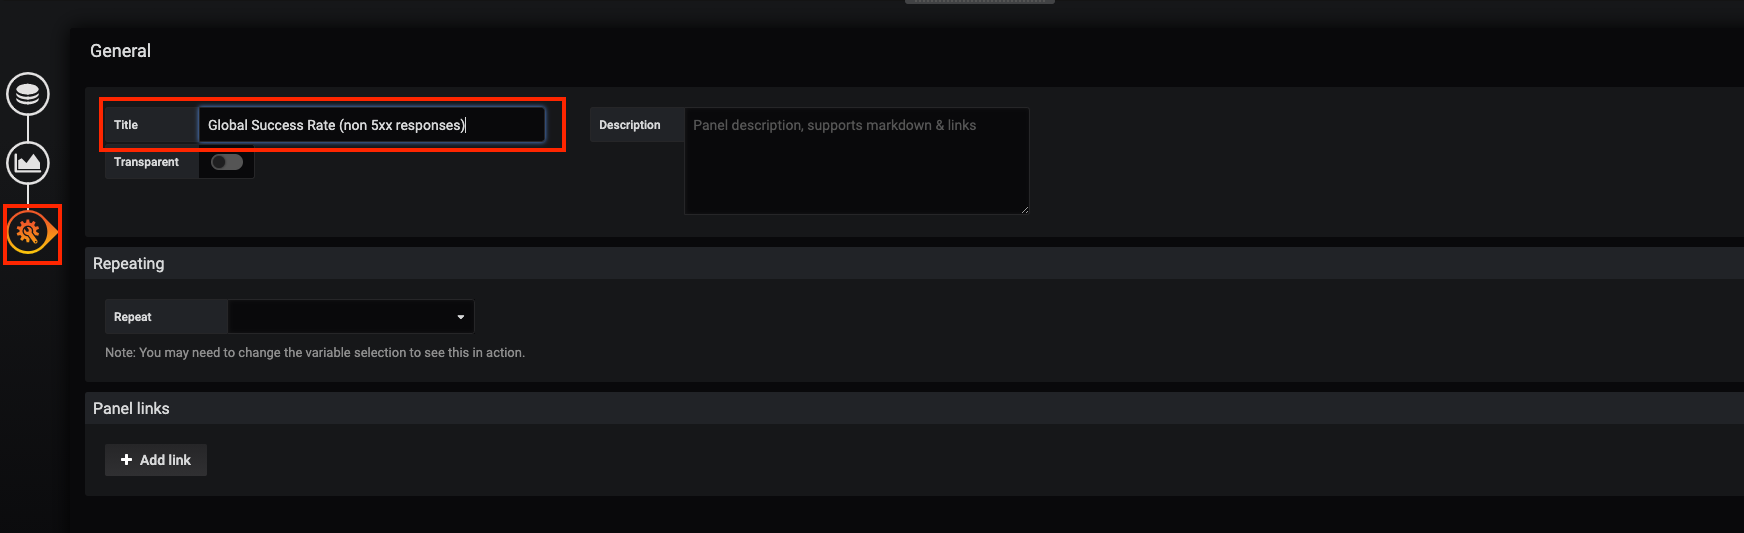 General
Title
Global Success Rate (non 5xx responses)
Description
Panel description, supports markdown & links
Transparent
Repeating
Repeat
Note: You may need to change the variable selection to see this in action.
Panel links
+ Add link